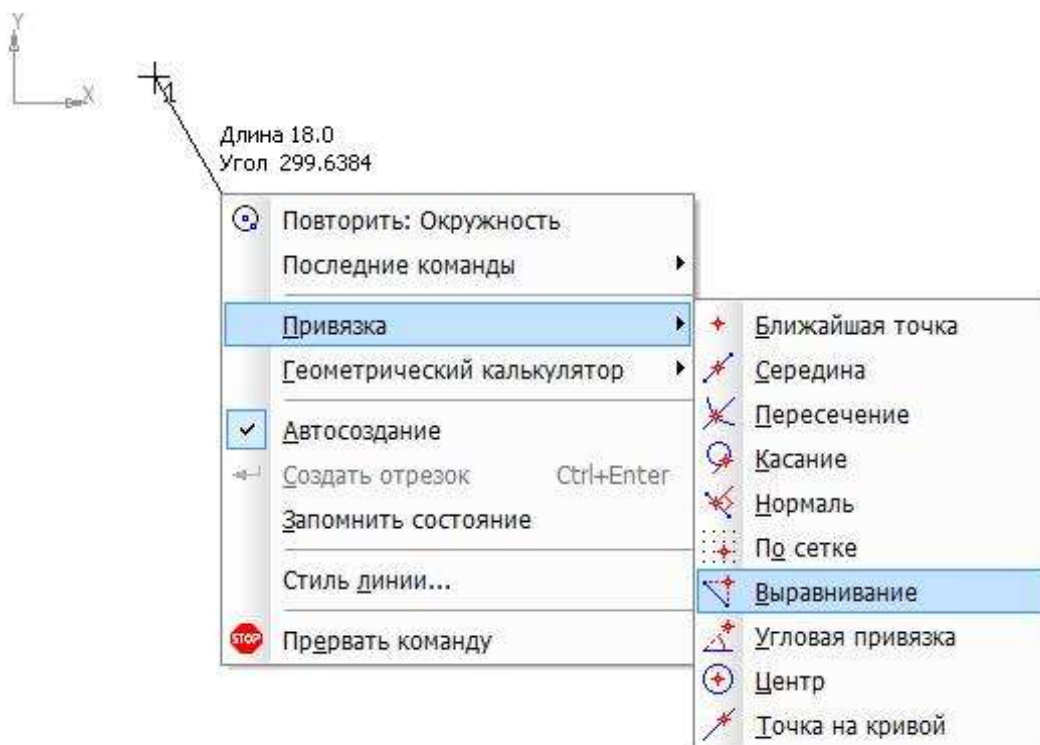 Y
X
1
Длина 18.0
Угол 299.6384
Повторить: Окружность
Последние команды
Привязка
Геометрический калькулятор
Автосоздание
Создать отрезок Ctrl+Enter
Запомнить состояние
Стиль линии...
STOP Прервать команду
Ближайшая точка
Середина
Пересечение
Касание
Нормаль
По сетке
Выравнивание
Угловая привязка
Центр
Точка на кривой